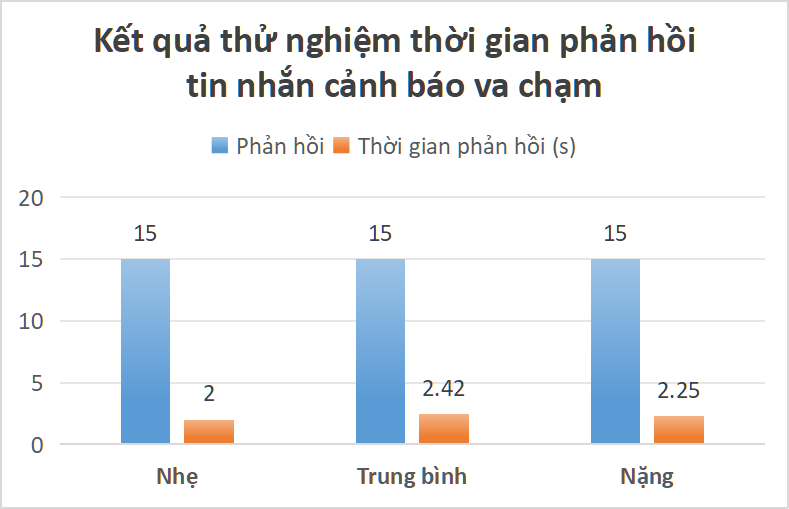 Kết quả thử nghiệm thời gian phản hồi
tin nhắn cảnh báo va chạm
Phản hồi Thời gian phản hồi (s)
20
15
10
5
0
15 2 15 2.42 15 2.25
Nhẹ Trung bình Nặng